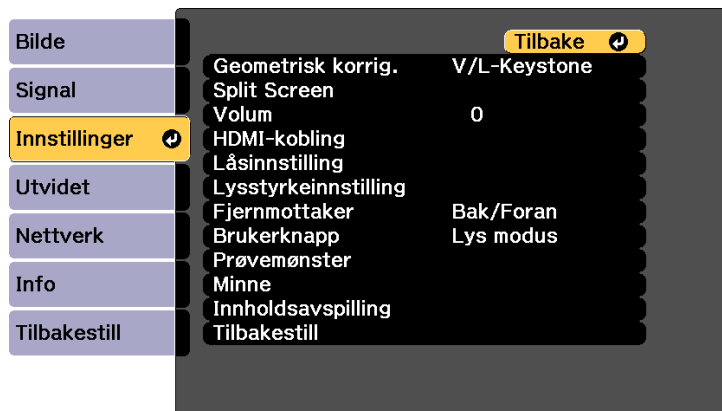 Bilde
Signal
Innstillinger
Utvidet
Nettverk
Info
Tilbakestill
Tilbake
Geometrisk korrig. V/L-Keystone
Split Screen
Volum 0
HDMI-kobling
Låsinnstilling
Lysstyrkeinnstilling
Fjernmottaker Bak/Foran
Brukerknapp Lys modus
Prøvemønster
Minne
Innholdsavspilling
Tilbakestill